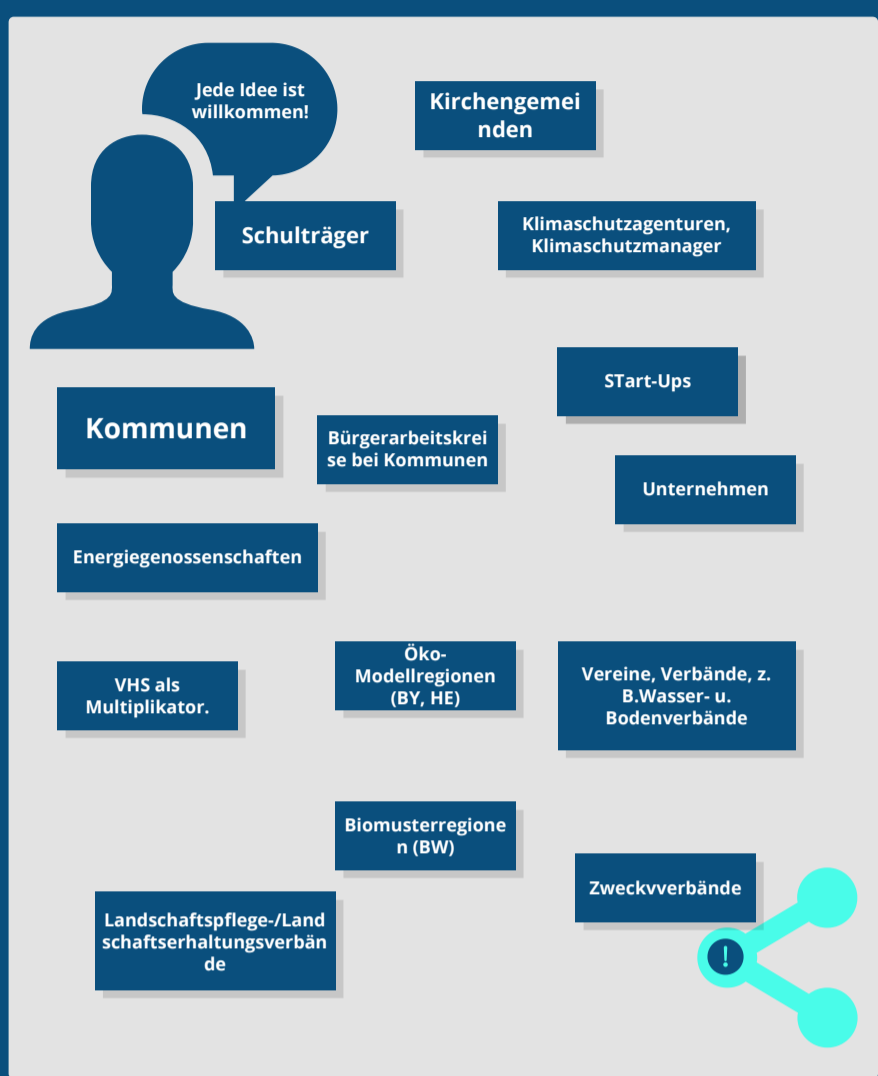 Jede Idee ist
willkommen!
Kirchengemei
nden
Schulträger
Klimaschutzagenturen,
Klimaschutzmanager
STart-Ups
Kommunen
Bürgerarbeitskrei
se bei Kommunen
Unternehmen
Energiegenossenschaften
Öko-
Modellregionen
(BY, HE)
Vereine, Verbände, z.
B.Wasser- u.
Bodenverbände
VHS als
Multiplikator.
Biomusterregione
n (BW)
Zweckvverbände
Landschaftspflege-/Land
schaftserhaltungsverbän
de
!